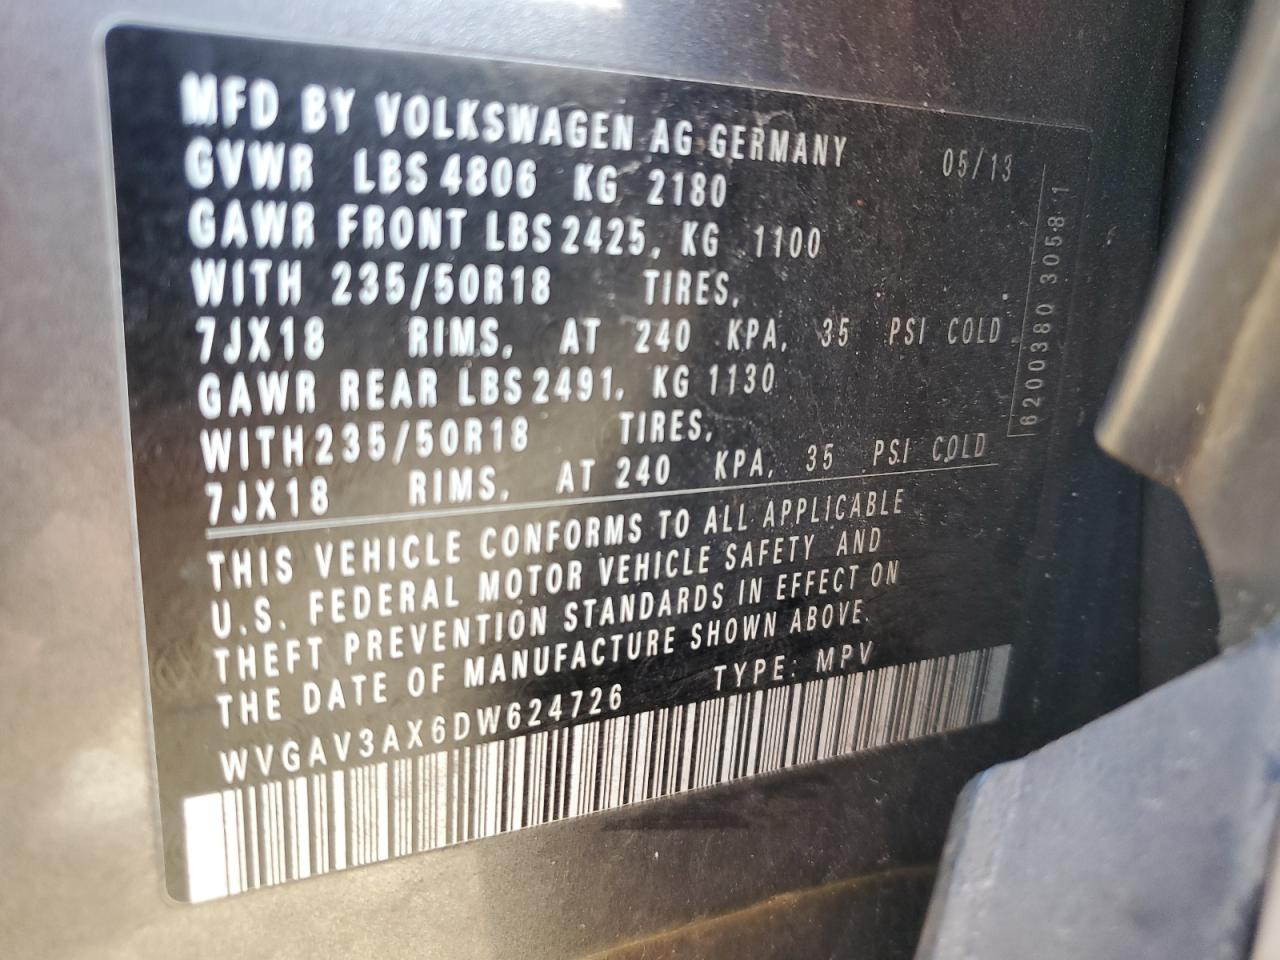 MFD BY VOLKSWAGEN AG GERMANY 05/13
GVWR LBS 4806 KG 2180
GAWR FRONT LBS 2425, KG 1100
WITH 235/50R18 TIRES,
7JX18 RIMS, AT 240 KPA, 35 PSI COLD
GAWR REAR LBS 2491, KG 1130
WITH 235/50R18 TIRES,
7JX18 RIMS, AT 240 KPA, 35 PSI COLD
THIS VEHICLE CONFORMS TO ALL APPLICABLE
U.S. FEDERAL MOTOR VEHICLE SAFETY AND
THEFT PREVENTION STANDARDS IN EFFECT ON
THE DATE OF MANUFACTURE SHOWN ABOVE.
WVGAV3AX6DW624726 TYPE: MPV
6200380 3058 1